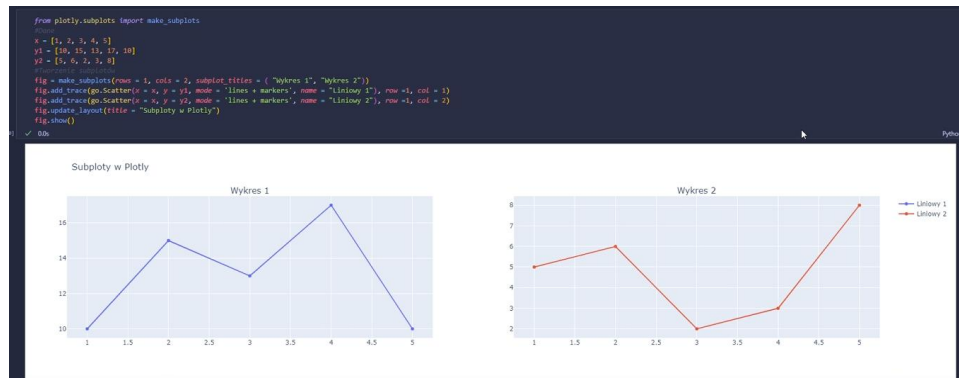 from plotly.subplots import make_subplots
#Dane
x = [1, 2, 3, 4, 5]
y1 = [10, 15, 13, 17, 10]
y2 = [5, 6, 2, 3, 8]
#Tworzenie subplotów
fig = make_subplots(rows = 1, cols = 2, subplot_titles = ( "Wykres 1", "Wykres 2"))
fig.add_trace(go.Scatter(x = x, y = y1, mode = 'lines + markers', name = "Liniowy 1"), row =1, col = 1)
fig.add_trace(go.Scatter(x = x, y = y2, mode = 'lines + markers', name = "Liniowy 2"), row =1, col = 2)
fig.update_layout(title = "Subploty w Plotly")
fig.show()
0.0s
Pytho
Subploty w Plotly
Wykres 1
16
14
12
10
1 1.5 2 2.5 3 3.5 4 4.5 5
Wykres 2
8
7
6
5
4
3
2
1 1.5 2 2.5 3 3.5 4 4.5 5
Liniowy 1
Liniowy 2